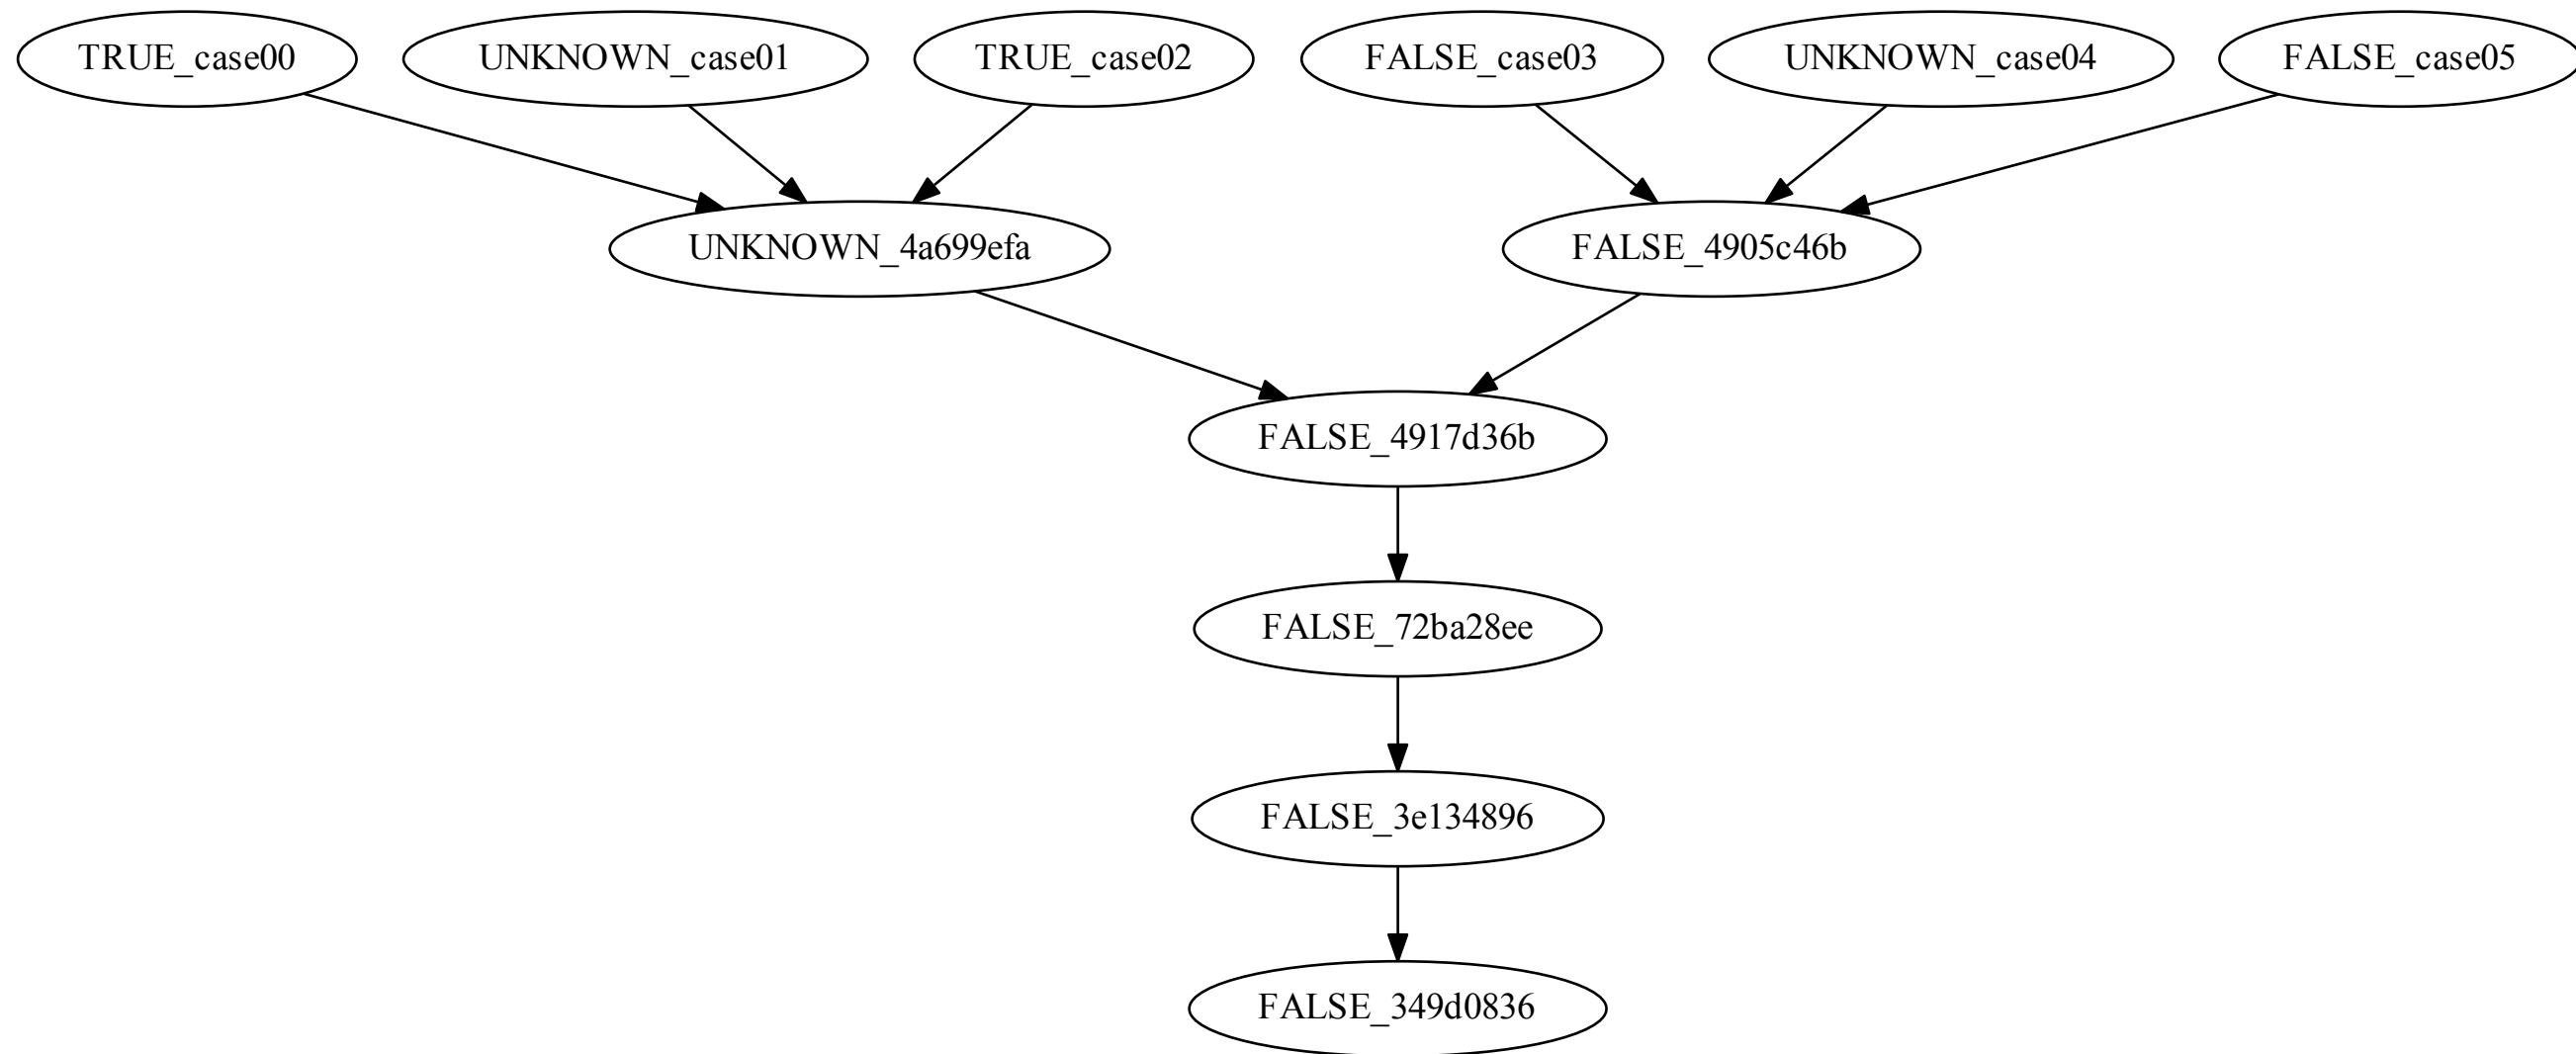 TRUE_case00
UNKNOWN_case01
TRUE_case02
FALSE_case03
UNKNOWN_case04
FALSE_case05
UNKNOWN_4a699efa
FALSE_4905c46b
FALSE_4917d36b
FALSE_72ba28ee
FALSE_3e134896
FALSE_349d0836